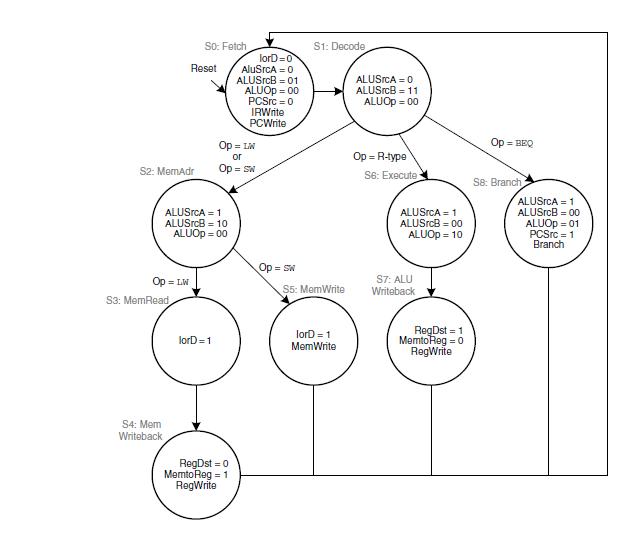 S0: Fetch
S1: Decode
Reset
IorD = 0
AluSrcA = 0
ALUSrcB = 01
ALUOp = 00
PCSrc = 0
IRWrite
PCWrite
ALUSrcA = 0
ALUSrcB = 11
ALUOp = 00
Op = LW
or
Op = SW
Op = R-type
Op = BEQ
S2: MemAdr
S6: Execute
S8: Branch
ALUSrcA = 1
ALUSrcB = 10
ALUOp = 00
ALUSrcA = 1
ALUSrcB = 00
ALUOp = 10
ALUSrcA = 1
ALUSrcB = 00
ALUOp = 01
PCSrc = 1
Branch
Op = LW
Op = SW
S3: MemRead
S5: MemWrite
S7: ALU
Writeback
IorD = 1
IorD = 1
MemWrite
RegDst = 1
MemtoReg = 0
RegWrite
S4: Mem
Writeback
RegDst = 0
MemtoReg = 1
RegWrite